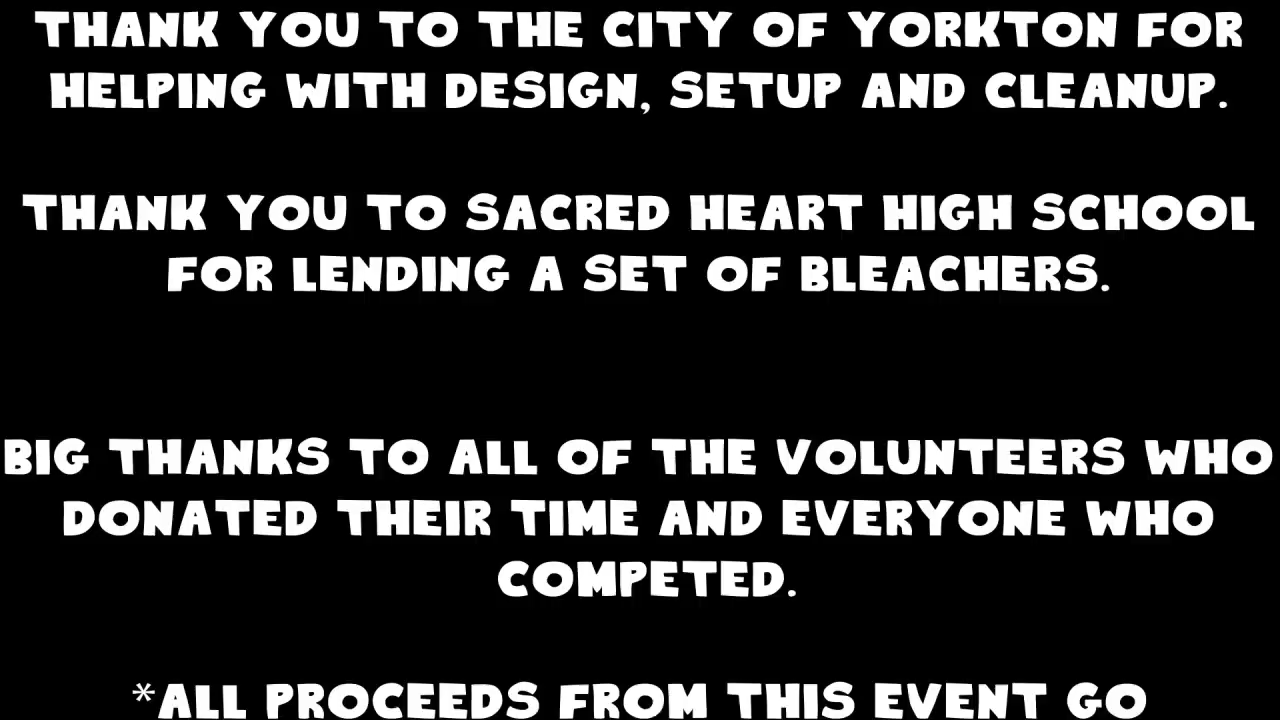 THANK YOU TO THE CITY OF YORKTON FOR
HELPING WITH DESIGN, SETUP AND CLEANUP.
THANK YOU TO SACRED HEART HIGH SCHOOL
FOR LENDING A SET OF BLEACHERS.
BIG THANKS TO ALL OF THE VOLUNTEERS WHO
DONATED THEIR TIME AND EVERYONE WHO
COMPETED.
*ALL PROCEEDS FROM THIS EVENT GO